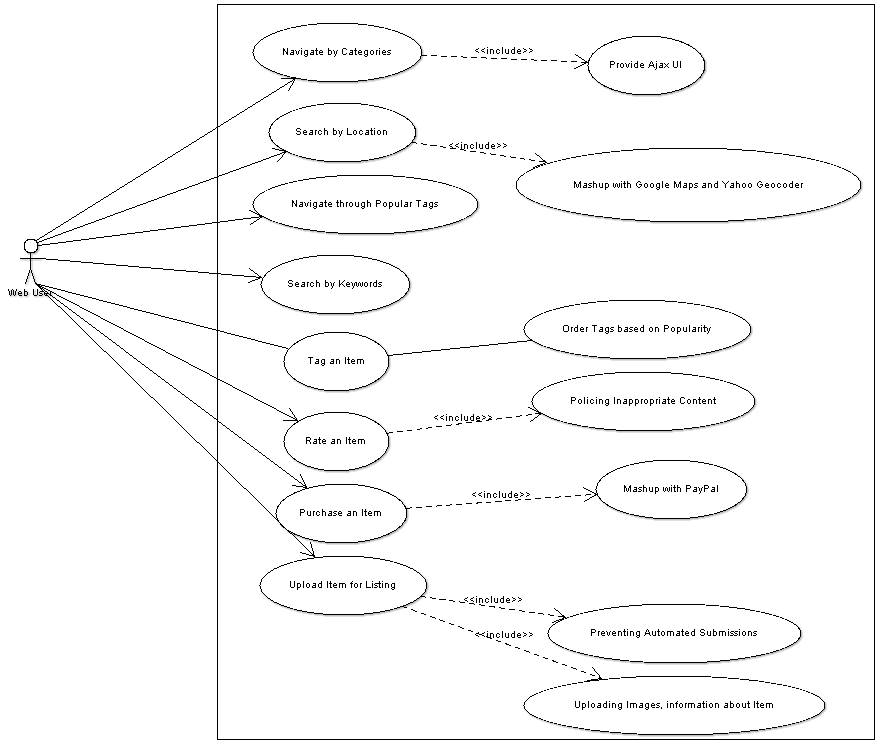 Navigate by Categories
<<include>>
Provide Ajax UI
Search by Location
<<include>>
Mashup with Google Maps and Yahoo Geocoder
Navigate through Popular Tags
Web User
Search by Keywords
Tag an Item
Order Tags based on Popularity
Rate an Item
<<include>>
Policing Inappropriate Content
Purchase an Item
<<include>>
Mashup with PayPal
Upload Item for Listing
<<include>>
Preventing Automated Submissions
<<include>>
Uploading Images, information about Item